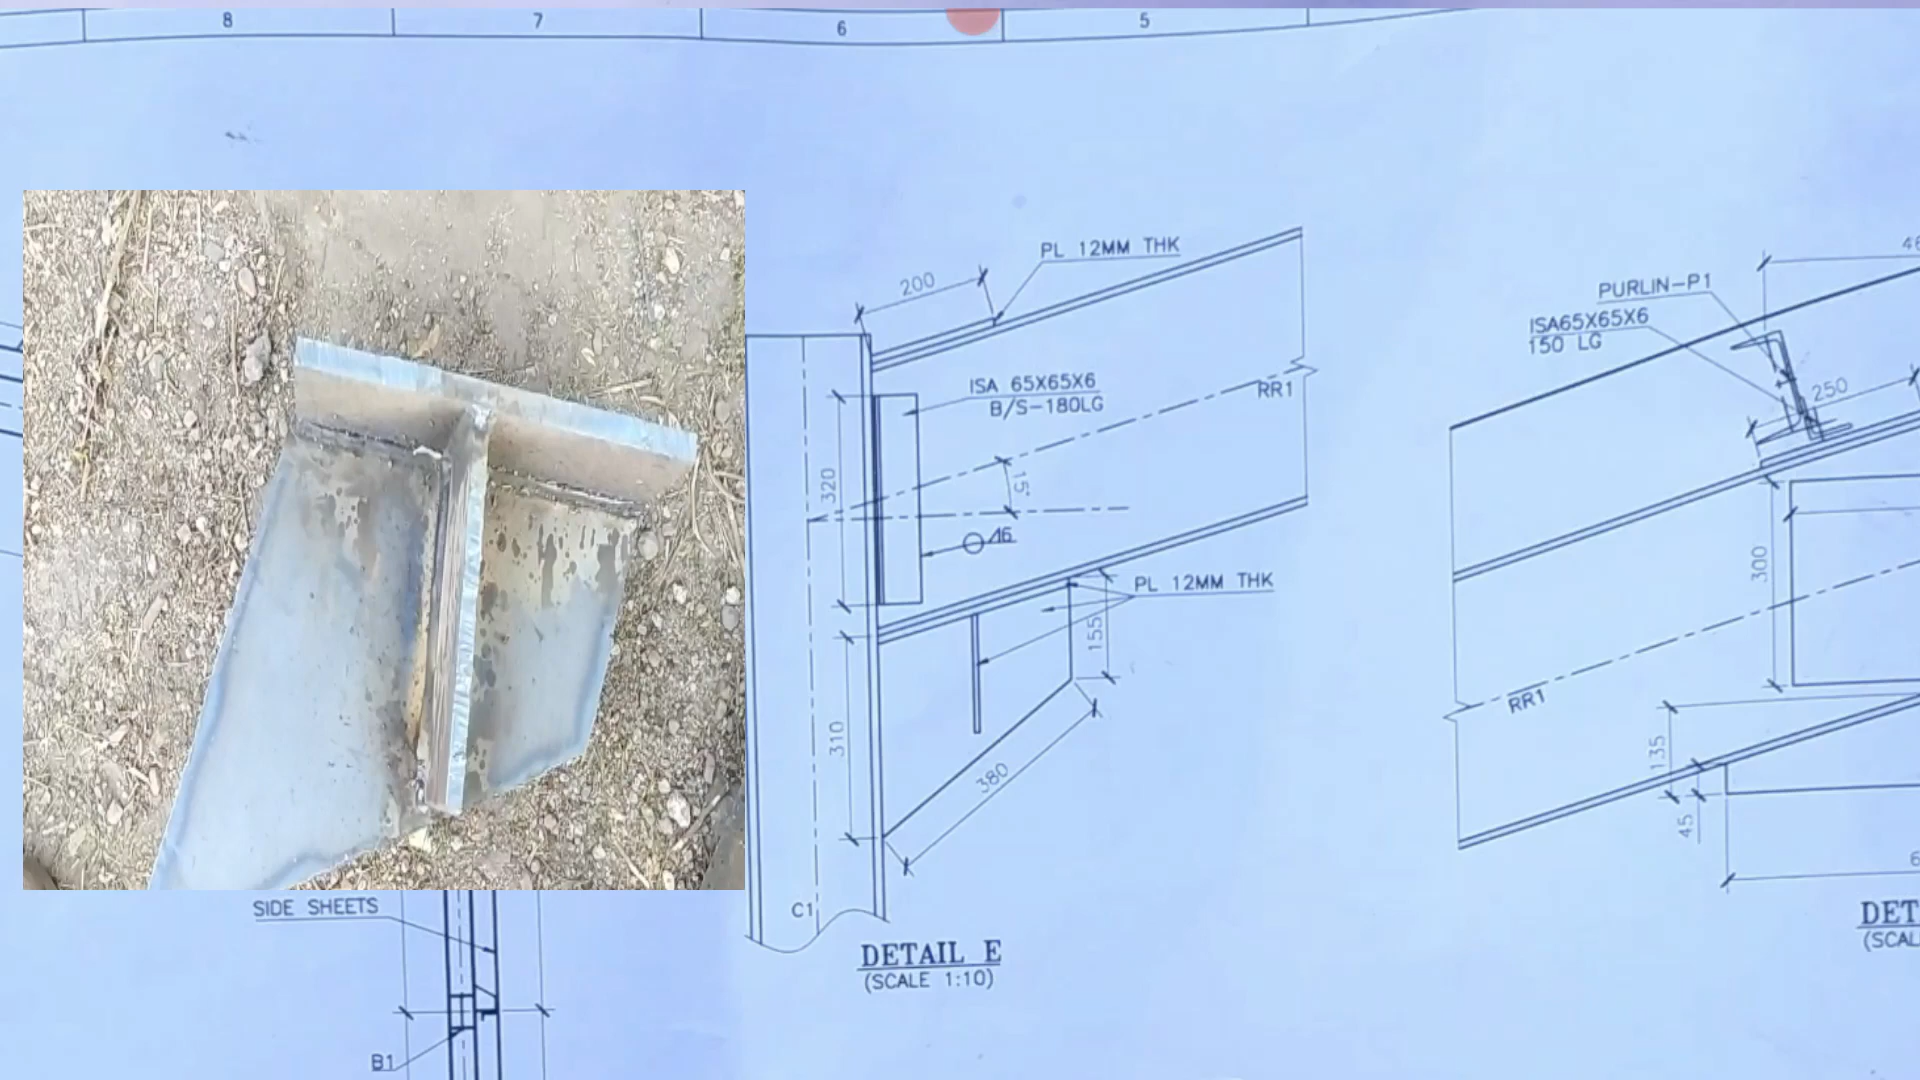 8
7
6
5
PL 12MM THK
200
ISA 65X65X6
B/S-180LG
RR1
320
15°
6
PL 12MM THK
155
310
380
C1
DETAIL E
(SCALE 1:10)
PURLIN-P1
ISA65X65X6
150 LG
250
300
RR1
135
45
SIDE SHEETS
B1